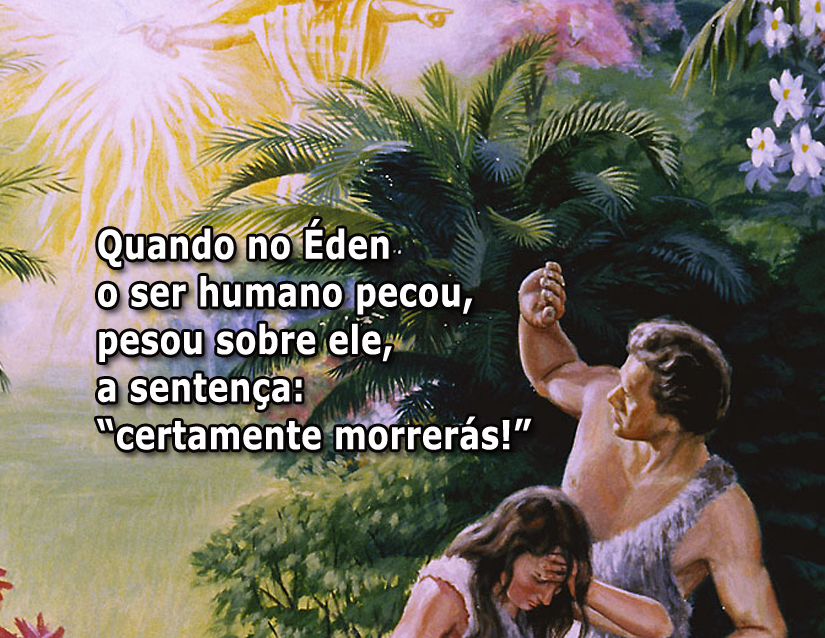 Quando no Éden
o ser humano pecou,
pesou sobre ele,
a sentença:
“certamente morrerás!”